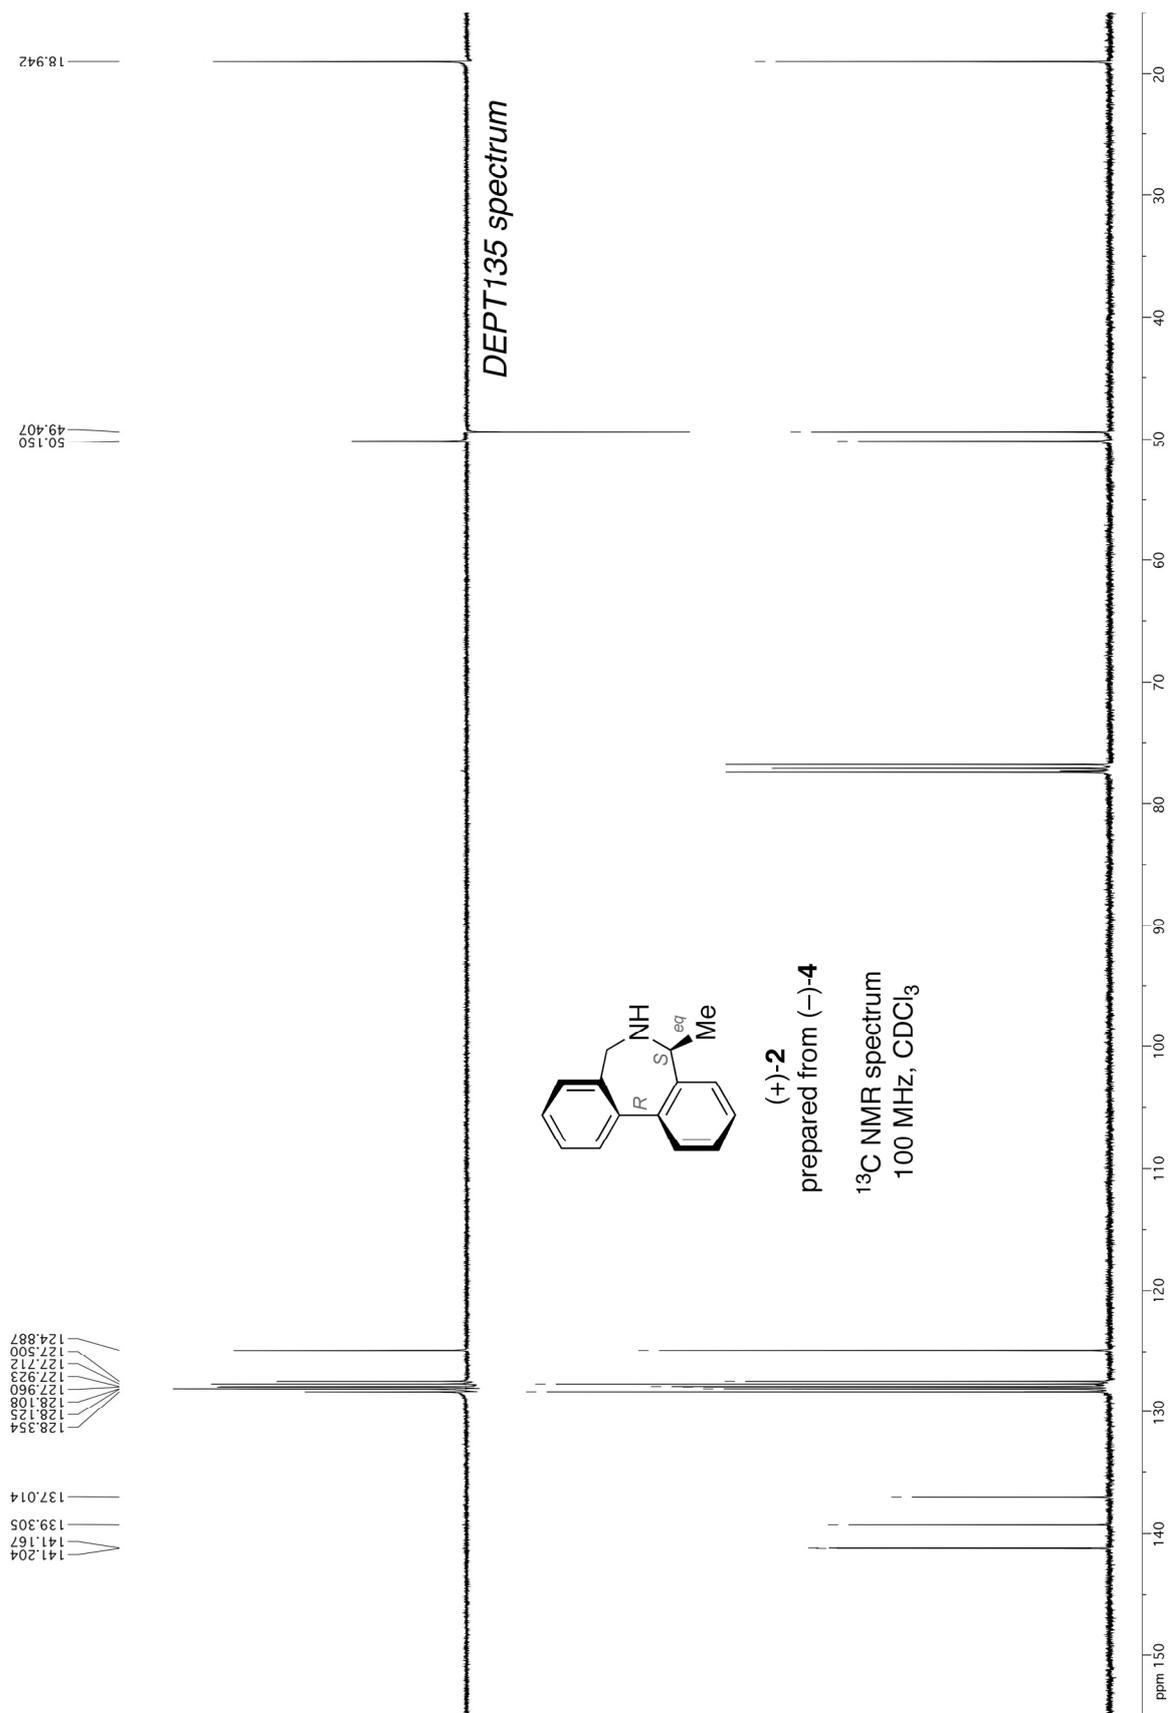 141.204
141.167
139.305
137.014
128.354
128.125
128.108
127.960
127.923
127.712
127.500
124.887
50.150
49.407
18.942
DEPT135 spectrum
NH
R
S
eq
Me
(+)-2
prepared from (–)-4
¹³C NMR spectrum
100 MHz, CDCl₃
ppm 150 140 130 120 110 100 90 80 70 60 50 40 30 20